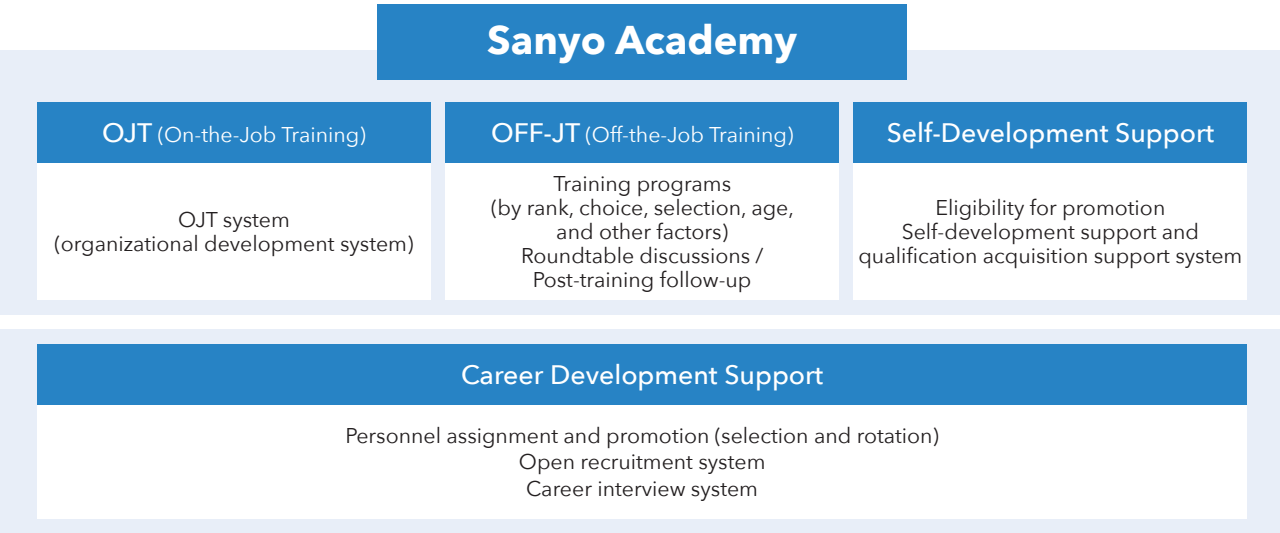 Sanyo Academy
OJT (On-the-Job Training)
OJT system
(organizational development system)
OFF-JT (Off-the-Job Training)
Training programs
(by rank, choice, selection, age,
and other factors)
Roundtable discussions /
Post-training follow-up
Self-Development Support
Eligibility for promotion
Self-development support and
qualification acquisition support system
Career Development Support
Personnel assignment and promotion (selection and rotation)
Open recruitment system
Career interview system